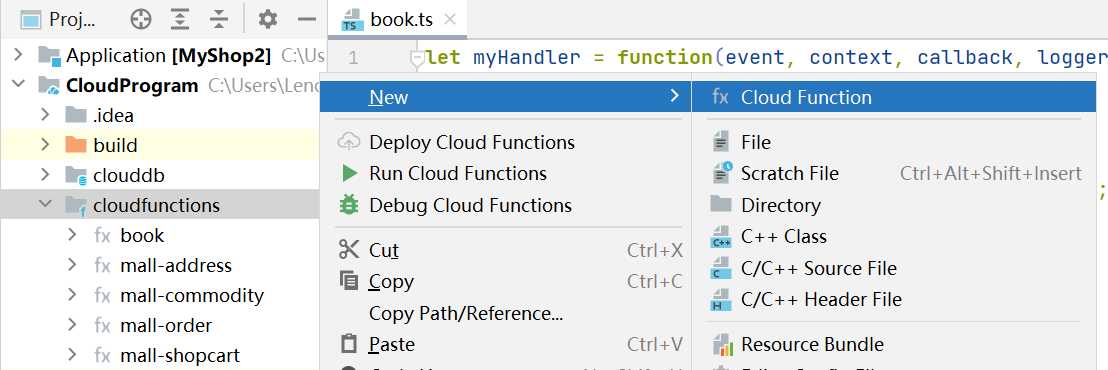 Proj...
book.ts
Application [MyShop2] C:\Us
1 let myHandler = function(event, context, callback, logger
CloudProgram C:\Users\Leno
.idea
build
clouddb
cloudfunctions
book
mall-address
mall-commodity
mall-order
mall-shopcart
New
Deploy Cloud Functions
Run Cloud Functions
Debug Cloud Functions
Cut Ctrl+X
Copy Ctrl+C
Copy Path/Reference...
Paste Ctrl+V
fx Cloud Function
File
Scratch File Ctrl+Alt+Shift+Insert
Directory
C++ Class
C/C++ Source File
C/C++ Header File
Resource Bundle
;